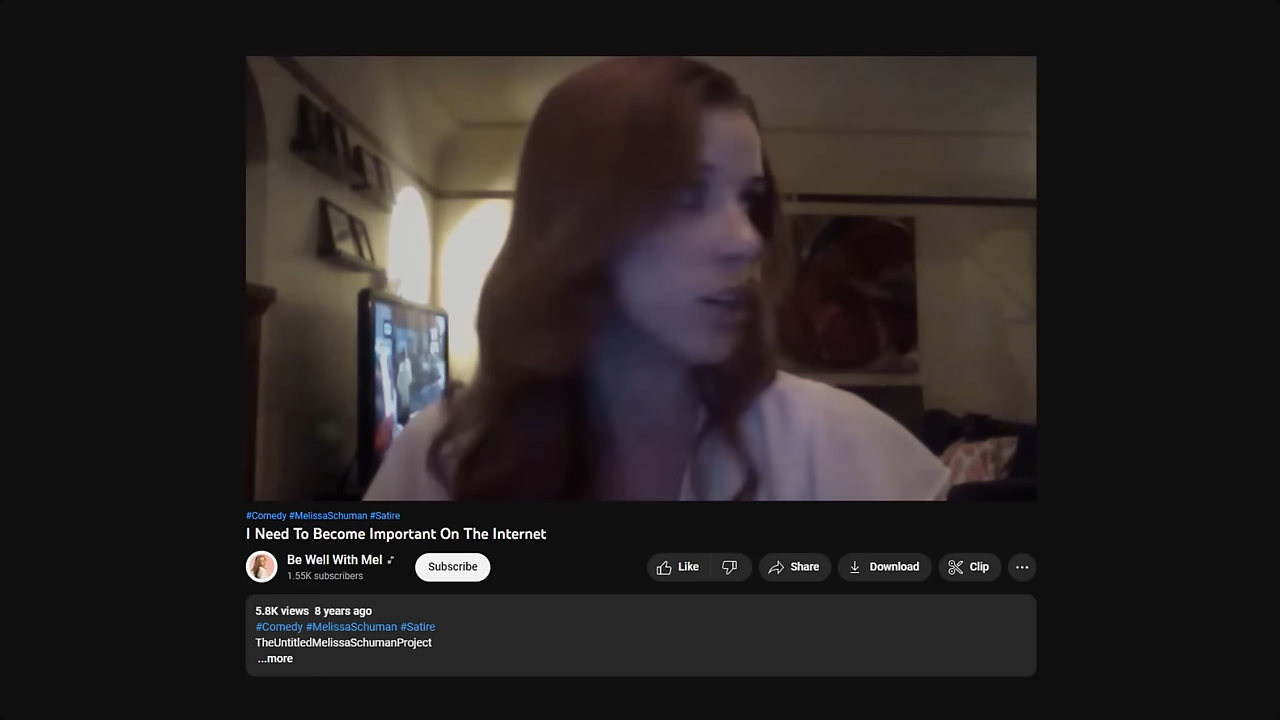 #Comedy #MelissaSchuman #Satire
I Need To Become Important On The Internet
Be Well With Mel ♪
1.55K subscribers
Subscribe
Like
Share
Download
Clip
5.8K views 8 years ago
#Comedy #MelissaSchuman #Satire
TheUntitledMelissaSchumanProject
...more